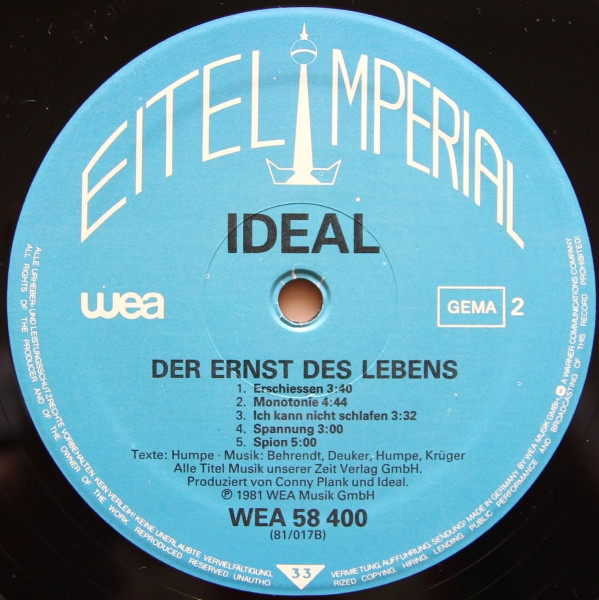 EITEL IMPERIAL
IDEAL
wea
GEMA 2
DER ERNST DES LEBENS
1. Erschiessen 3:40
2. Monotonie 4:44
3. Ich kann nicht schlafen 3:32
4. Spannung 3:00
5. Spion 5:00
Texte: Humpe · Musik: Behrendt, Deuker, Humpe, Krüger
Alle Titel Musik unserer Zeit Verlag GmbH.
Produziert von Conny Plank und Ideal.
℗ 1981 WEA Musik GmbH
WEA 58 400
(81/017B)
33
ALLE URHEBER- UND LEISTUNGSSCHUTZRECHTE VORBEHALTEN. KEIN VERLEIH! KEINE UNERLAUBTE VERVIELFÄLTIGUNG, VERMIETUNG, AUFFÜHRUNG, SENDUNG! MADE IN GERMANY BY WEA MUSIK GMBH A WARNER COMMUNICATIONS COMPANY
ALL RIGHTS OF THE PRODUCER AND OF THE OWNER OF THE WORK REPRODUCED RESERVED UNAUTHORIZED COPYING, HIRING, LENDING, PUBLIC PERFORMANCE AND BROADCASTING OF THIS RECORD PROHIBITED!